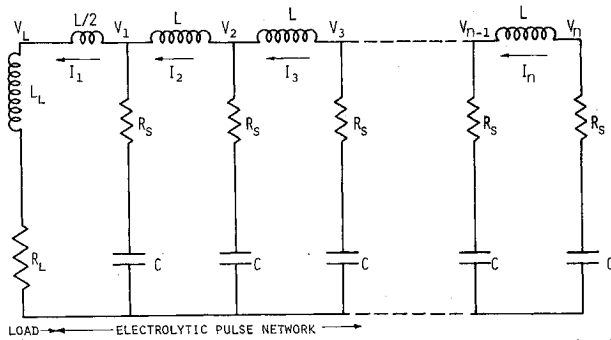 V_L L/2 V_1 L V_2 L V_3 V_{n-1} L V_n
I_1 I_2 I_3 I_n
L_L
R_S R_S R_S R_S R_S
R_L C C C C C
LOAD ELECTROLYTIC PULSE NETWORK